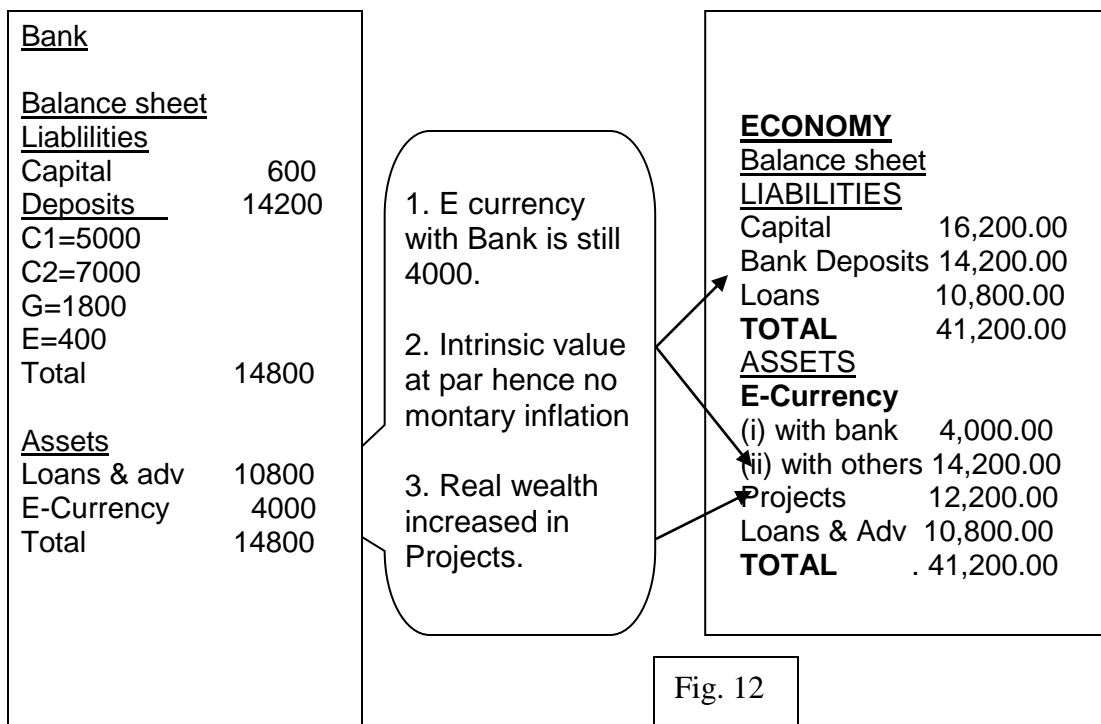 Bank
Balance sheet
Liablilities
Capital 600
Deposits 14200
C1=5000
C2=7000
G=1800
E=400
Total 14800
Assets
Loans & adv 10800
E-Currency 4000
Total 14800
1. E currency
with Bank is still
4000.
2. Intrinsic value
at par hence no
montary inflation
3. Real wealth
increased in
Projects.
ECONOMY
Balance sheet
LIABILITIES
Capital 16,200.00
Bank Deposits 14,200.00
Loans 10,800.00
TOTAL 41,200.00
ASSETS
E-Currency
(i) with bank 4,000.00
(ii) with others 14,200.00
Projects 12,200.00
Loans & Adv 10,800.00
TOTAL . 41,200.00
Fig. 12